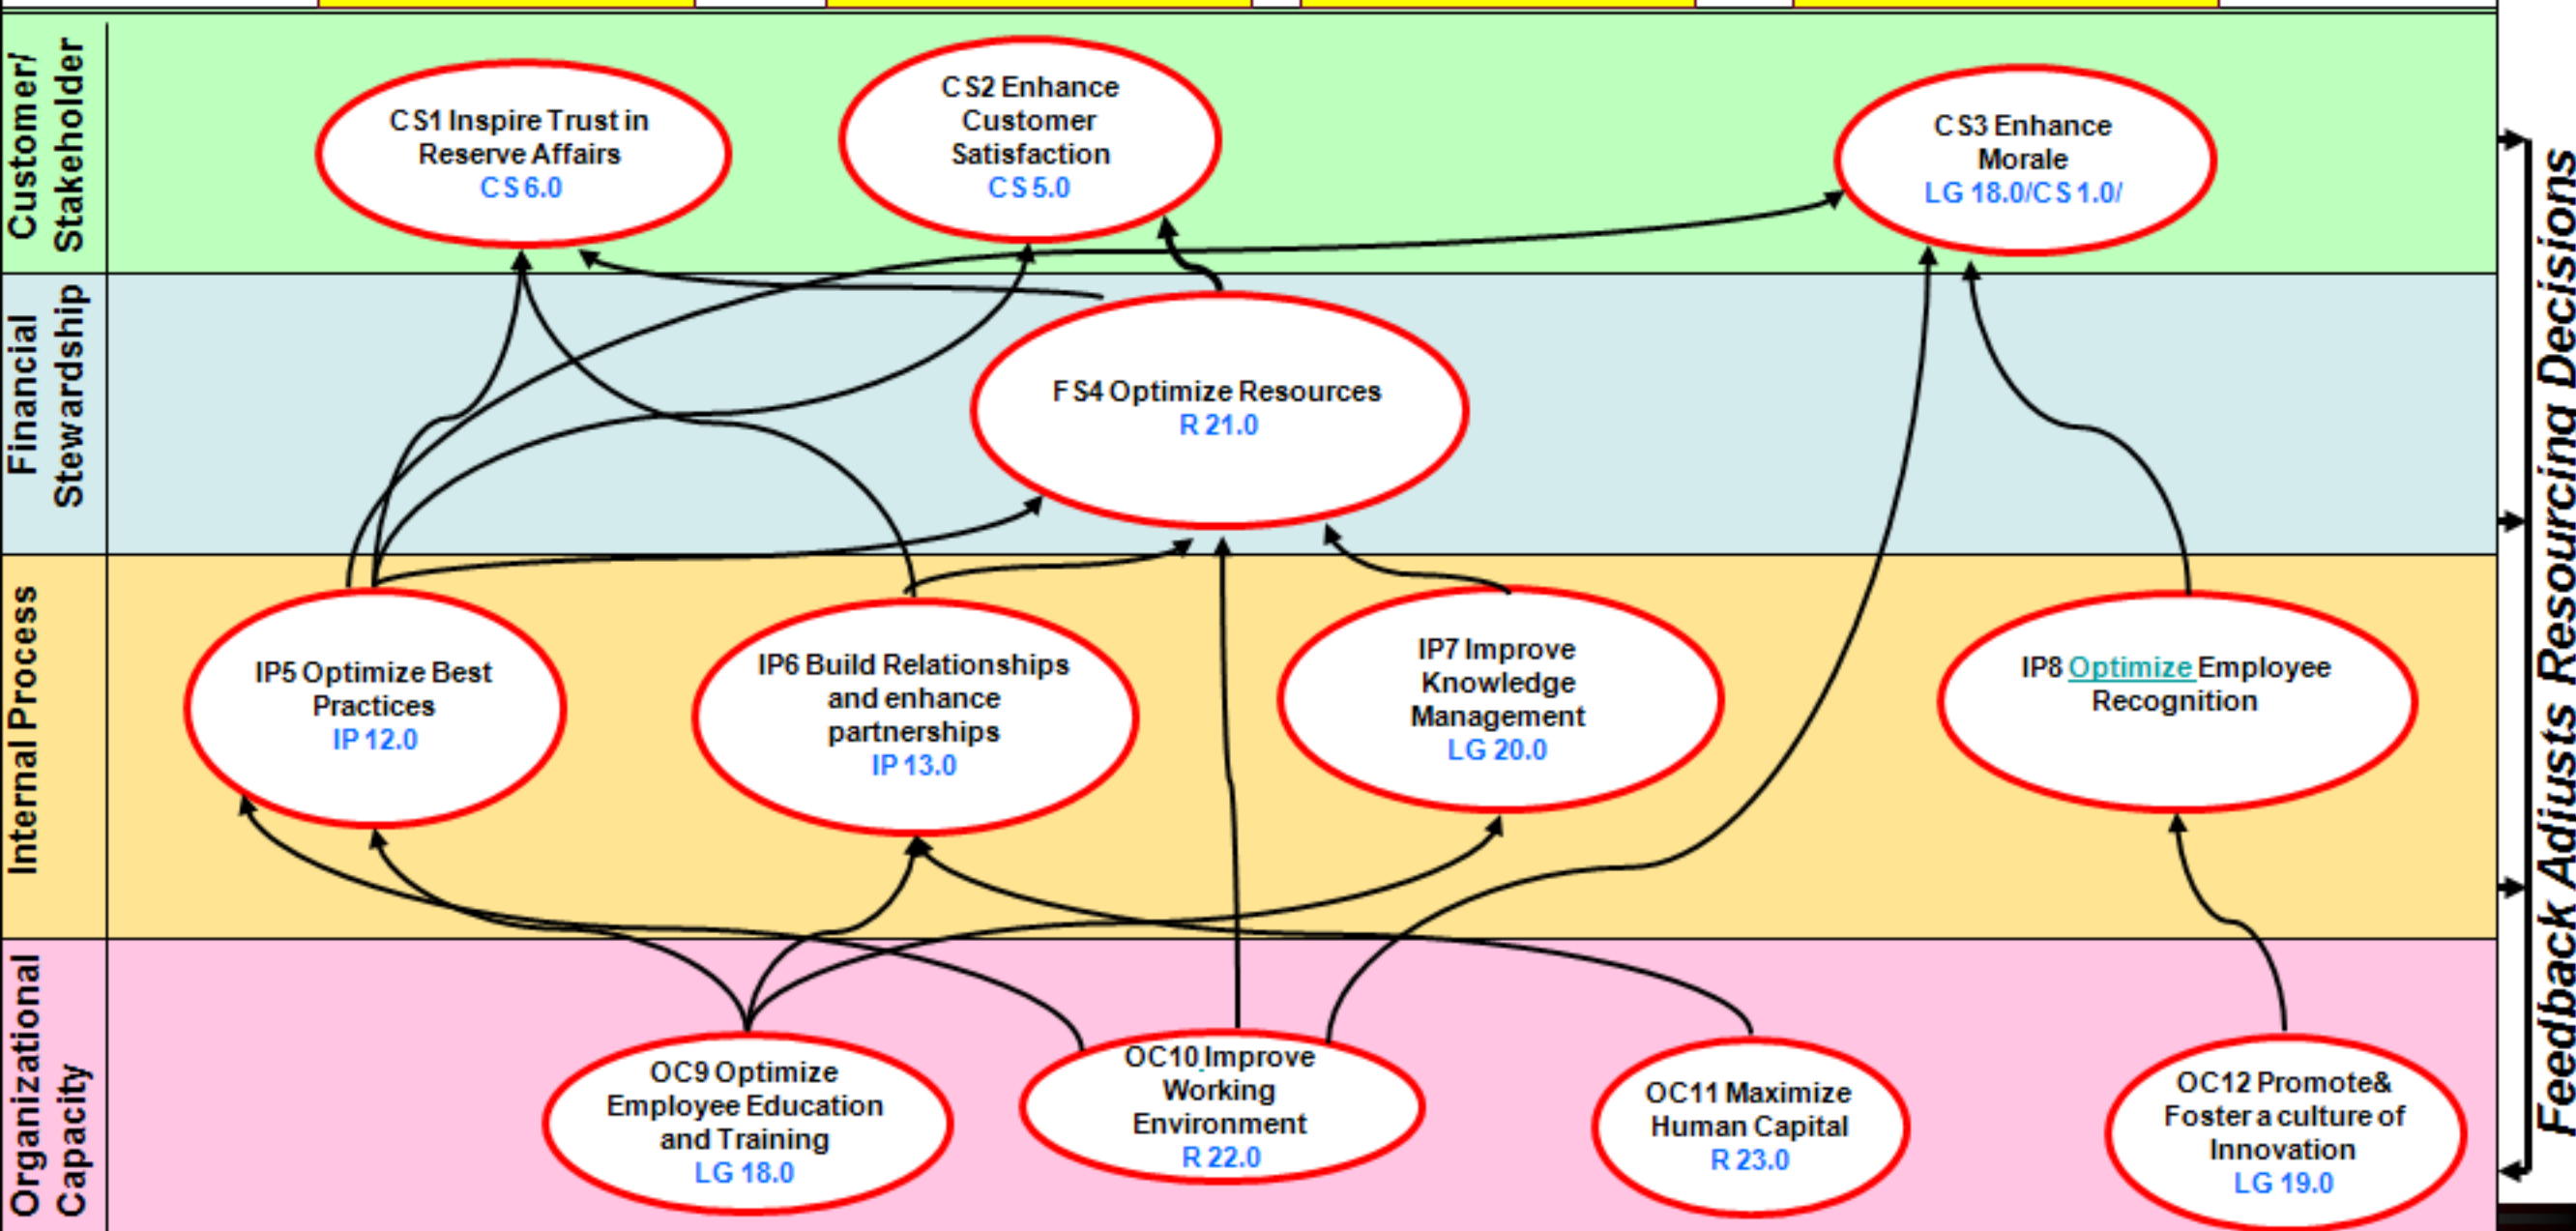 Customer/
Stakeholder
CS1 Inspire Trust in
Reserve Affairs
CS 6.0
CS2 Enhance
Customer
Satisfaction
CS 5.0
CS3 Enhance
Morale
LG 18.0/CS 1.0/
Financial
Stewardship
FS4 Optimize Resources
R 21.0
Internal Process
IP5 Optimize Best
Practices
IP 12.0
IP6 Build Relationships
and enhance
partnerships
IP 13.0
IP7 Improve
Knowledge
Management
LG 20.0
IP8 Optimize Employee
Recognition
Organizational
Capacity
OC9 Optimize
Employee Education
and Training
LG 18.0
OC10 Improve
Working
Environment
R 22.0
OC11 Maximize
Human Capital
R 23.0
OC12 Promote&
Foster a culture of
Innovation
LG 19.0
Feedback Adjusts Resourcing Decisions